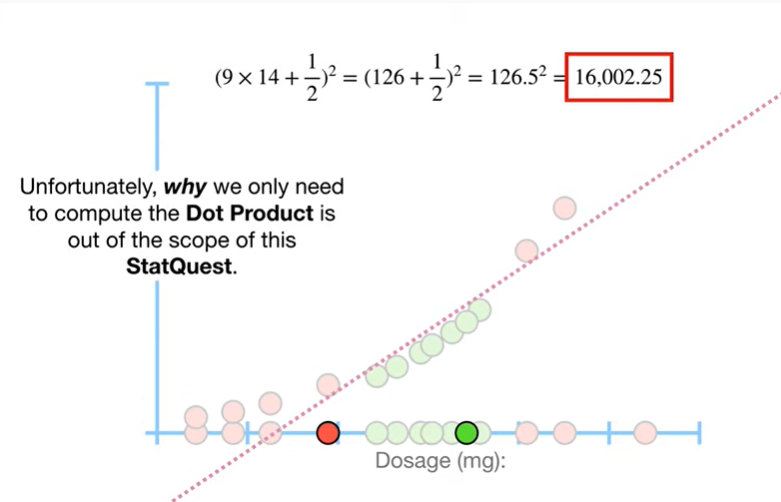 (9 × 14 + 1/2)² = (126 + 1/2)² = 126.5² = 16,002.25
Unfortunately, why we only need
to compute the Dot Product is
out of the scope of this
StatQuest.
Dosage (mg):